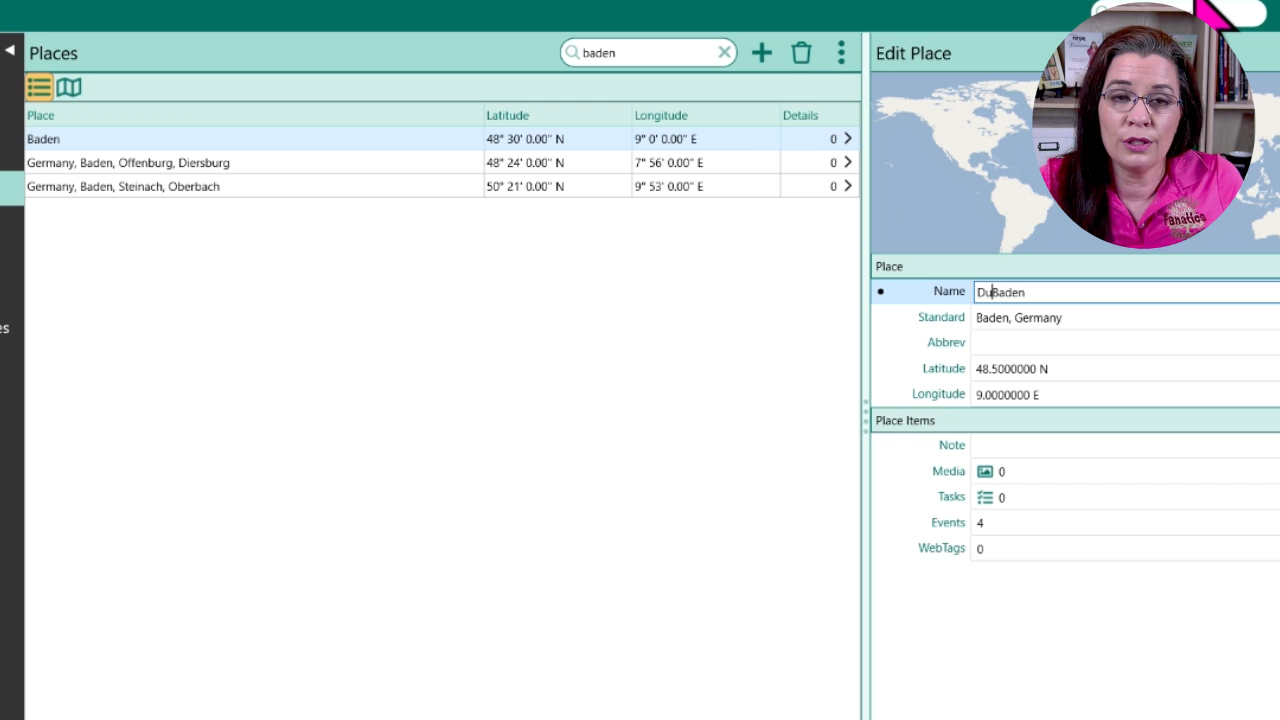 Places
baden
Edit Place
Place Latitude Longitude Details
Baden 48° 30' 0.00" N 9° 0' 0.00" E 0
Germany, Baden, Offenburg, Diersburg 48° 24' 0.00" N 7° 56' 0.00" E 0
Germany, Baden, Steinach, Oberbach 50° 21' 0.00" N 9° 53' 0.00" E 0
es
fanatics
Place
Name DuBaden
Standard Baden, Germany
Abbrev
Latitude 48.5000000 N
Longitude 9.0000000 E
Place Items
Note
Media 0
Tasks 0
Events 4
WebTags 0